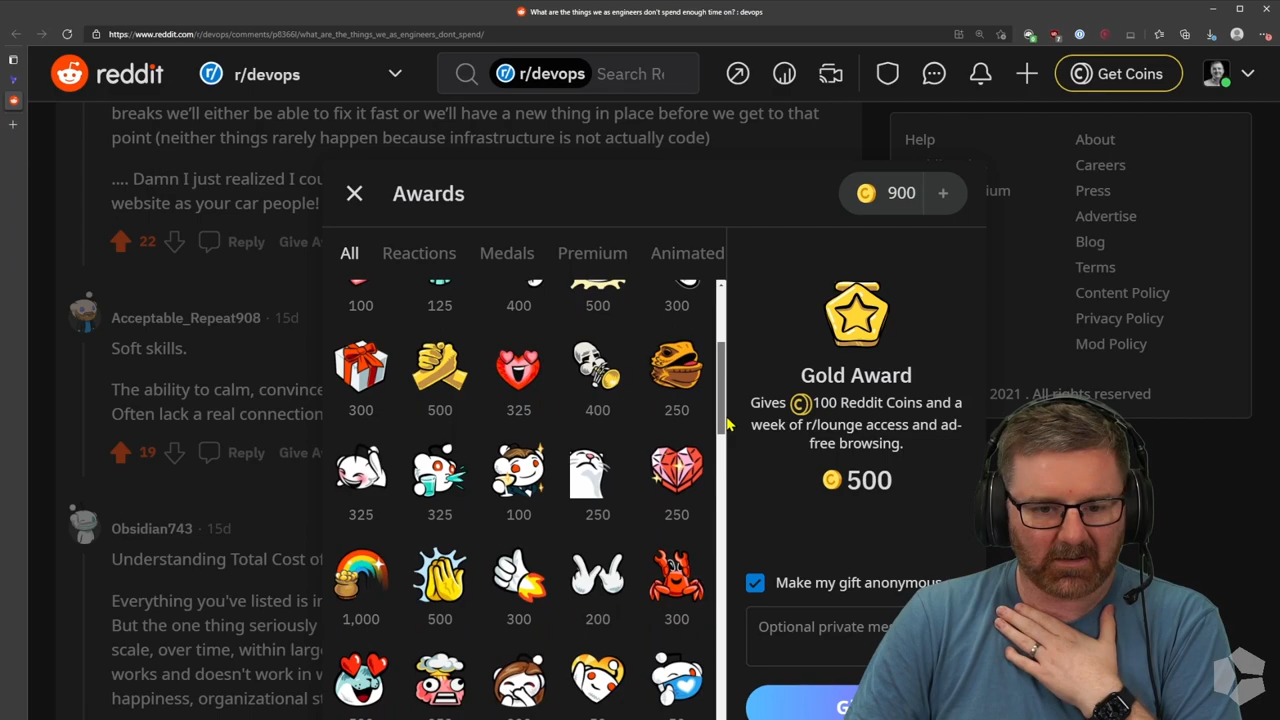 What are the things we as engineers don't spend enough time on? : devops
https://www.reddit.com/r/devops/comments/p8366l/what_are_the_things_we_as_engineers_dont_spend/
reddit
r/
r/devops
r/
r/devops
Search Re
Get Coins
breaks we'll either be able to fix it fast or we'll have a new thing in place before we get to that
point (neither things rarely happen because infrastructure is not actually code)
.... Damn I just realized I cou
website as your car people!
22
Reply
Give A
Acceptable_Repeat908 · 15d
Soft skills.
The ability to calm, convince
Often lack a real connection
19
Reply
Give A
Obsidian743 · 15d
Understanding Total Cost of
Everything you've listed is in
But the one thing seriously
scale, over time, within larg
works and doesn't work in w
happiness, organizational st
Awards
900 +
All Reactions Medals Premium Animated
100 125 400 500 300
300 500 325 400 250
325 325 100 250 250
1,000 500 300 200 300
Gold Award
Gives C 100 Reddit Coins and a
week of r/lounge access and ad-
free browsing.
500
Make my gift anonymous
Optional private me
G
Help
mium
About
Careers
Press
Advertise
Blog
Terms
Content Policy
Privacy Policy
Mod Policy
2021 . All rights reserved